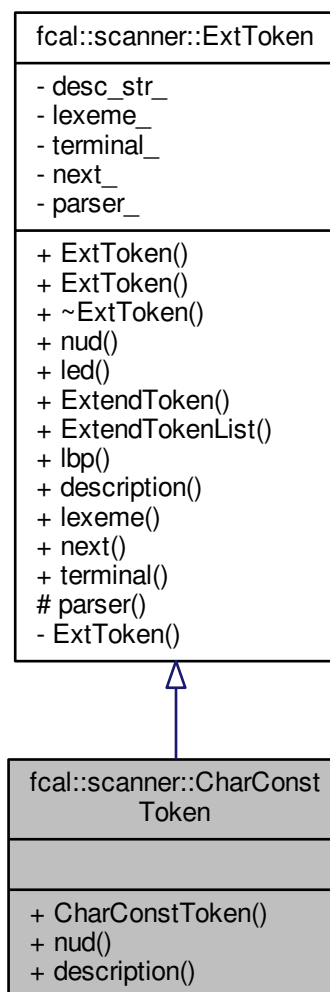 fcal::scanner::ExtToken
- desc_str_
- lexeme_
- terminal_
- next_
- parser_
+ ExtToken()
+ ExtToken()
+ ~ExtToken()
+ nud()
+ led()
+ ExtendToken()
+ ExtendTokenList()
+ lbp()
+ description()
+ lexeme()
+ next()
+ terminal()
# parser()
- ExtToken()
fcal::scanner::CharConst
Token
+ CharConstToken()
+ nud()
+ description()